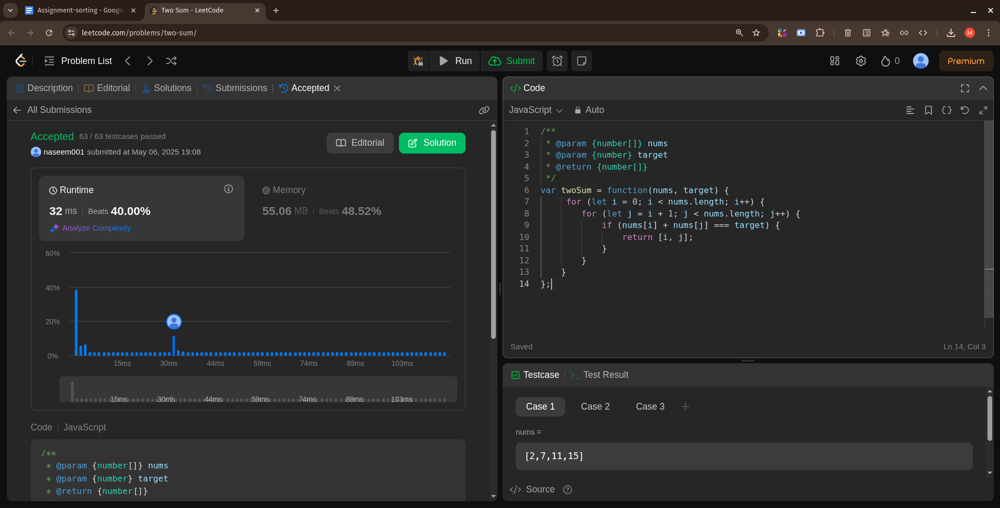 Assignment-sorting - Google
Two Sum - LeetCode
leetcode.com/problems/two-sum/
M
Problem List
Run
Submit
0
Premium
Description
Editorial
Solutions
Submissions
Accepted
All Submissions
Accepted 63 / 63 testcases passed
naseem001 submitted at May 06, 2025 19:08
Editorial
Solution
Runtime
32 ms Beats 40.00%
Analyze Complexity
Memory
55.06 MB Beats 48.52%
60%
40%
20%
0%
15ms 30ms 44ms 59ms 74ms 89ms 103ms
15ms 30ms 44ms 59ms 74ms 89ms 103ms
Code JavaScript
/**
* @param {number[]} nums
* @param {number} target
* @return {number[]}
Code
JavaScript
Auto
1 /**
2 * @param {number[]} nums
3 * @param {number} target
4 * @return {number[]}
5 */
6 var twoSum = function(nums, target) {
7 for (let i = 0; i < nums.length; i++) {
8 for (let j = i + 1; j < nums.length; j++) {
9 if (nums[i] + nums[j] === target) {
10 return [i, j];
11 }
12 }
13 }
14 };
Saved
Ln 14, Col 3
Testcase
Test Result
Case 1
Case 2
Case 3
nums =
[2,7,11,15]
Source